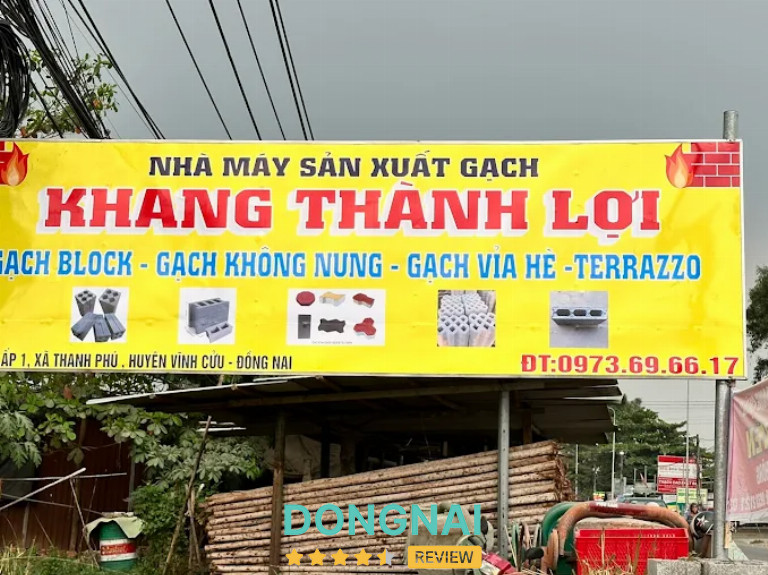 NHÀ MÁY SẢN XUẤT GẠCH
KHANG THÀNH LỢI
GẠCH BLOCK - GẠCH KHÔNG NUNG - GẠCH VỈA HÈ -TERRAZZO
ẤP 1, XÃ THANH PHÚ . HUYỆN VĨNH CỬU - ĐỒNG NAI
ĐT:0973.69.66.17
DONGNAI
REVIEW